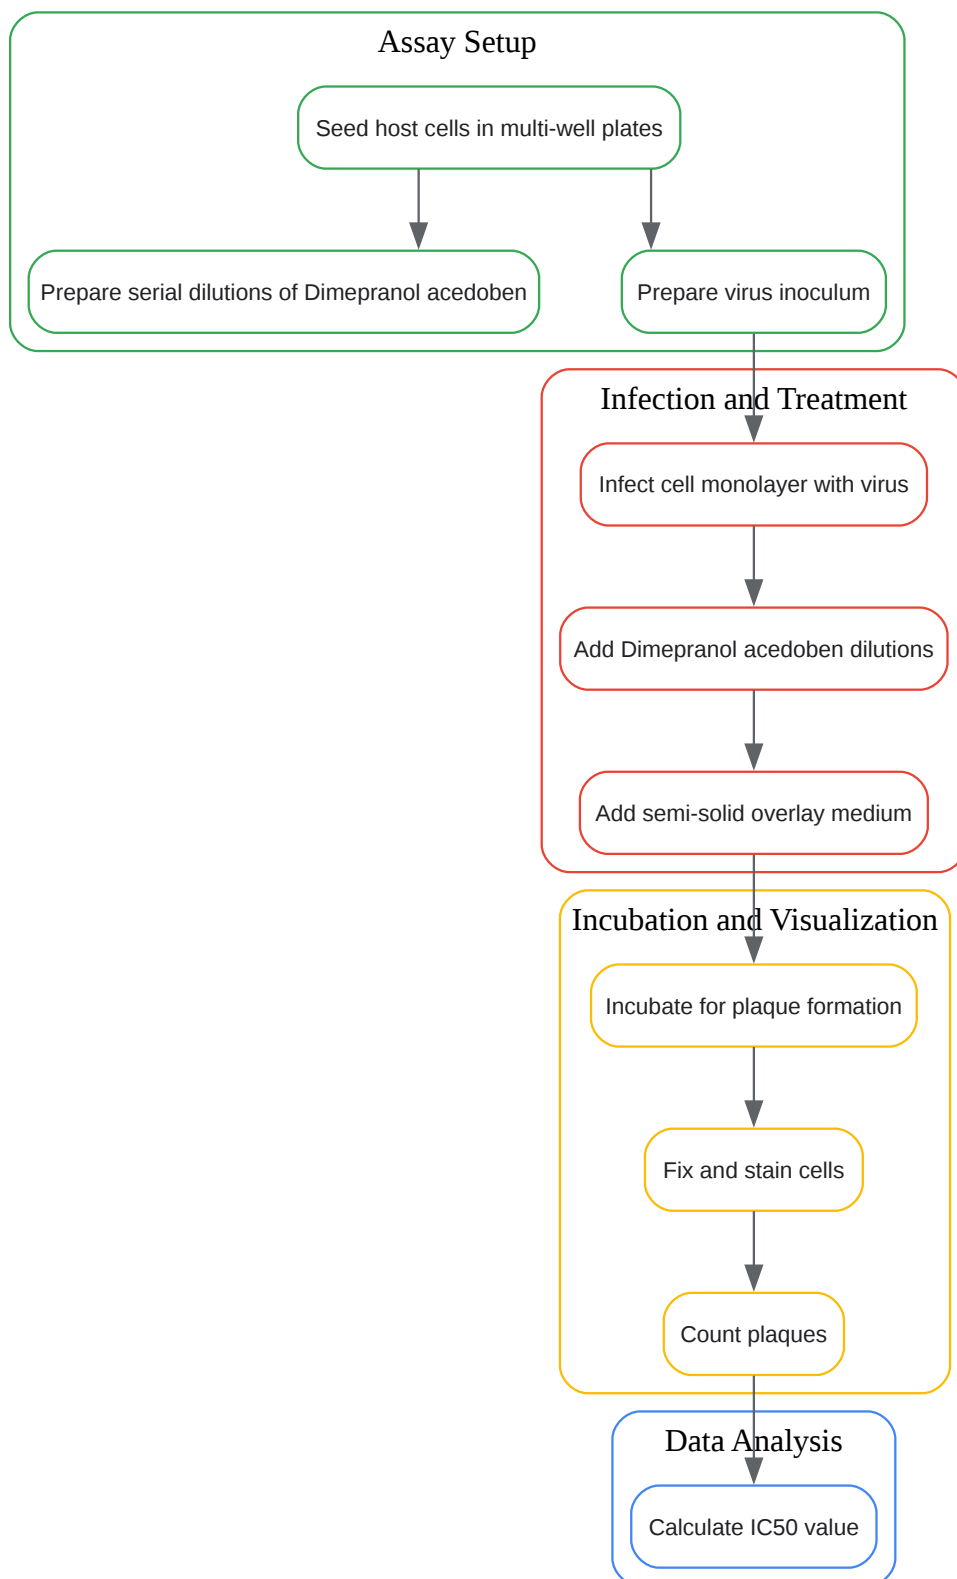 Assay Setup
Seed host cells in multi-well plates
Prepare serial dilutions of Dimepranol acedoben
Prepare virus inoculum
Infection and Treatment
Infect cell monolayer with virus
Add Dimepranol acedoben dilutions
Add semi-solid overlay medium
Incubation and Visualization
Incubate for plaque formation
Fix and stain cells
Count plaques
Data Analysis
Calculate IC50 value